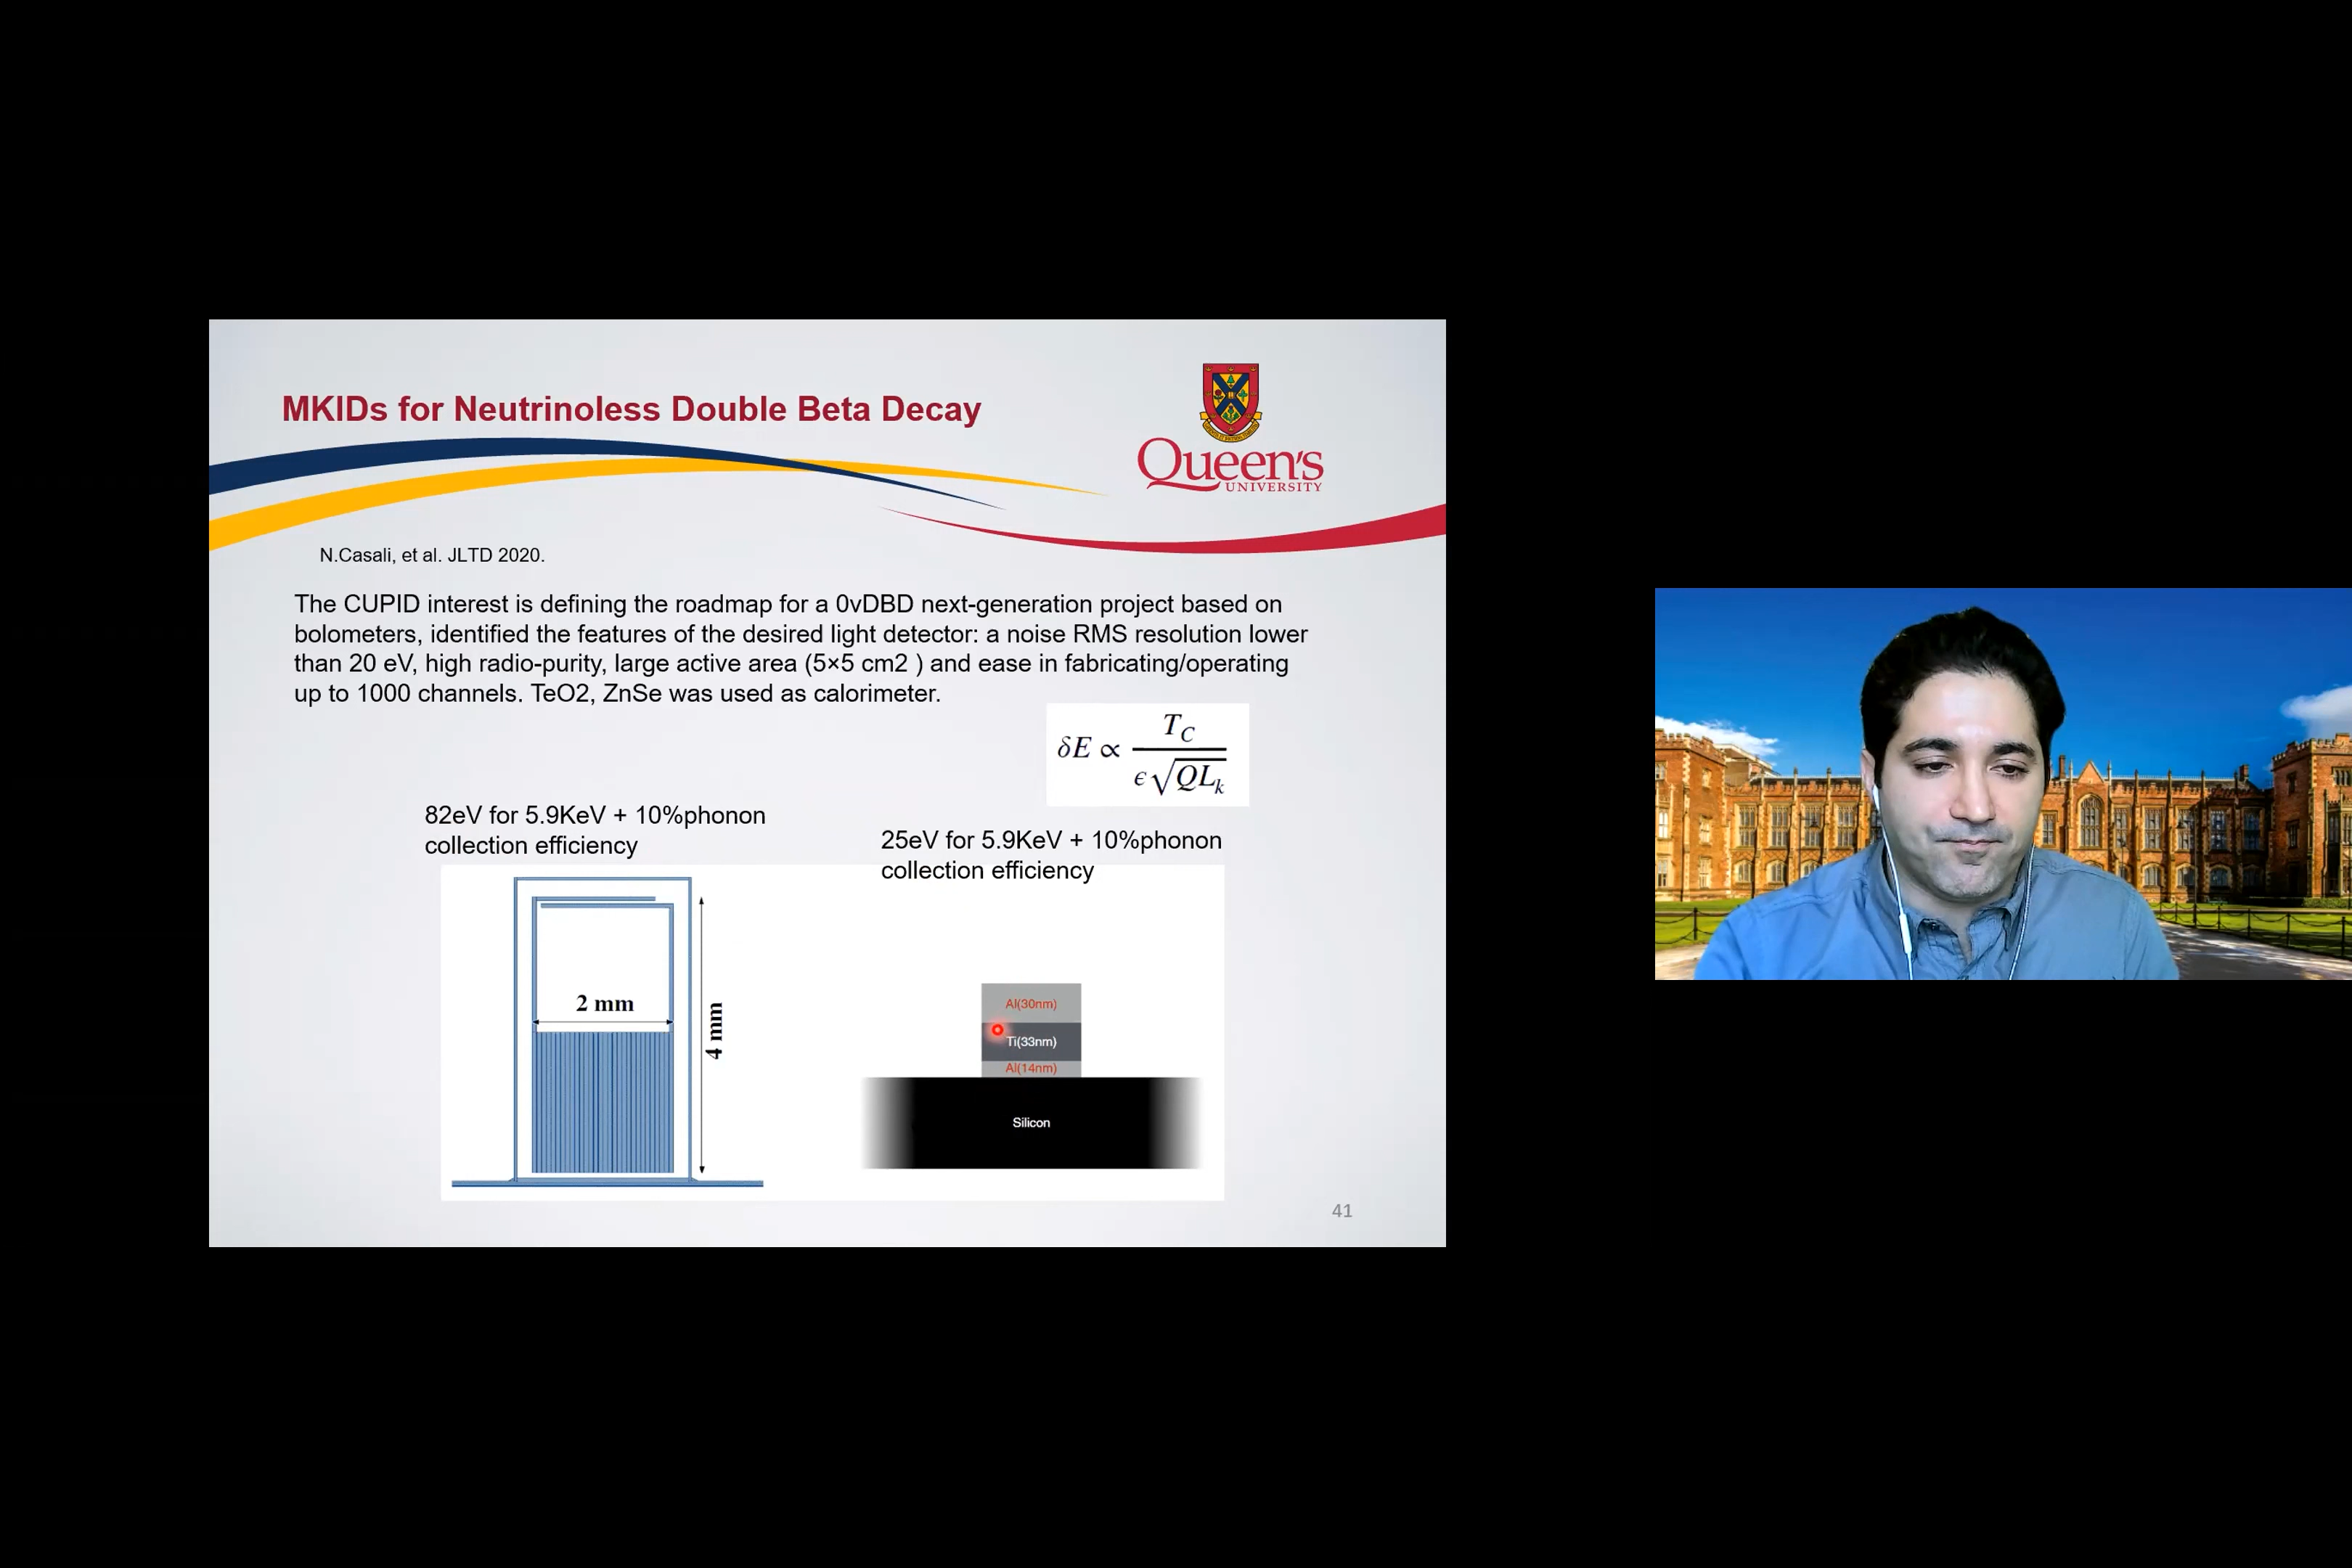 MKIDs for Neutrinoless Double Beta Decay
Queen's
UNIVERSITY
N.Casali, et al. JLTD 2020.
The CUPID interest is defining the roadmap for a 0vDBD next-generation project based on
bolometers, identified the features of the desired light detector: a noise RMS resolution lower
than 20 eV, high radio-purity, large active area (5×5 cm2 ) and ease in fabricating/operating
up to 1000 channels. TeO2, ZnSe was used as calorimeter.
δE ∝ T_C / ϵ√QL_k
82eV for 5.9KeV + 10%phonon
collection efficiency
25eV for 5.9KeV + 10%phonon
collection efficiency
2 mm
4 mm
Al(30nm)
Ti(33nm)
Al(14nm)
Silicon
41